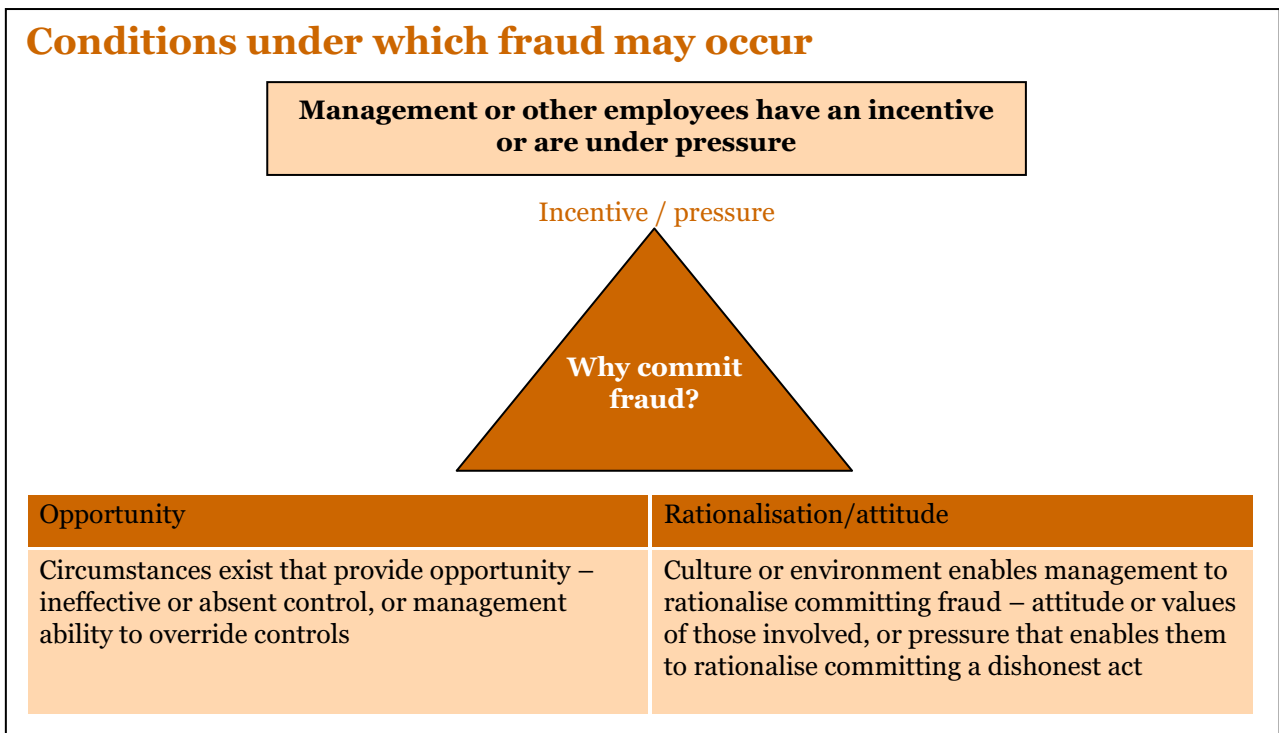 Conditions under which fraud may occur
Management or other employees have an incentive
or are under pressure
Incentive / pressure
Why commit
fraud?
Opportunity
Rationalisation/attitude
Circumstances exist that provide opportunity –
ineffective or absent control, or management
ability to override controls
Culture or environment enables management to
rationalise committing fraud – attitude or values
of those involved, or pressure that enables them
to rationalise committing a dishonest act